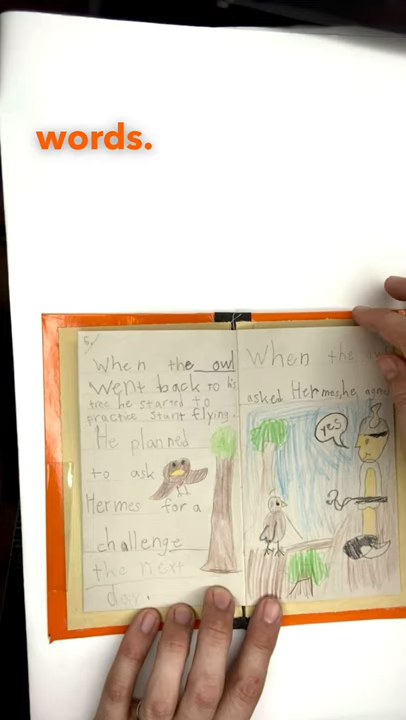 words.
5.
When the owl
went back to his
tree he started to
practice stunt flying.
He planned
to ask
Hermes for a
challenge
the next
day.
When the
asked Hermes, he agre
yes